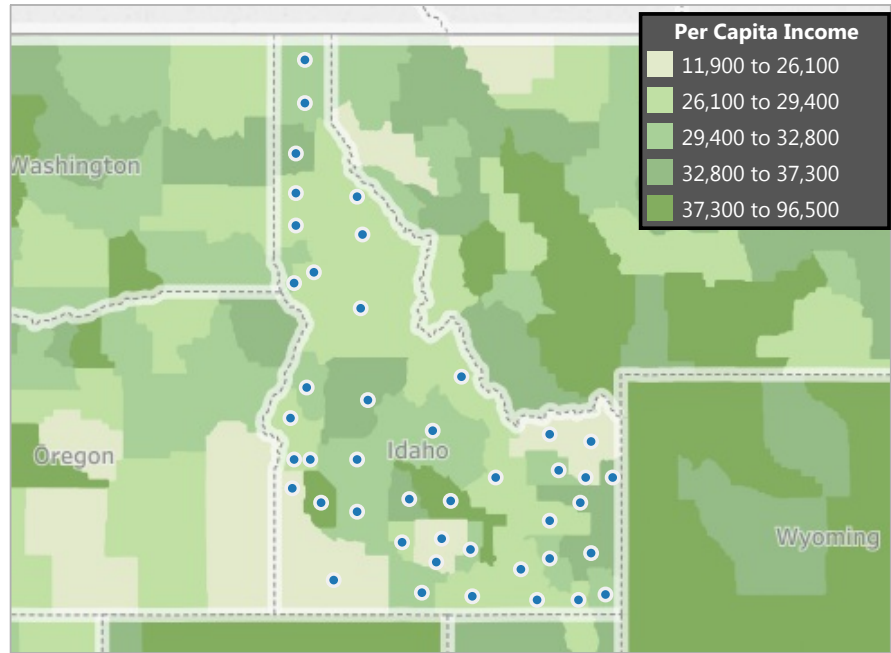 Per Capita Income
11,900 to 26,100
26,100 to 29,400
29,400 to 32,800
32,800 to 37,300
37,300 to 96,500
Washington
Oregon
Idaho
Wyoming